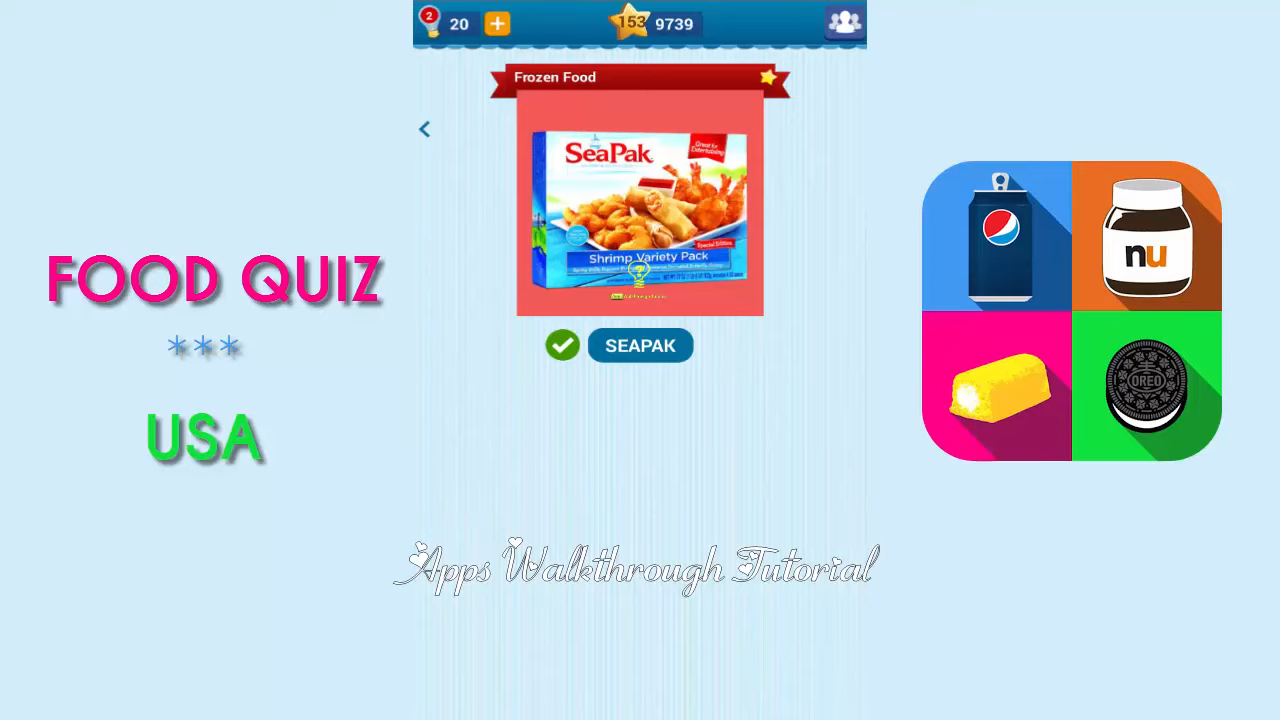 2
20
153
9739
Frozen Food
SeaPak
Great for
Entertaining!
Special Edition
Shrimp Variety Pack
SEAPAK
FOOD QUIZ
***
USA
nu
OREO
Apps Walkthrough Tutorial